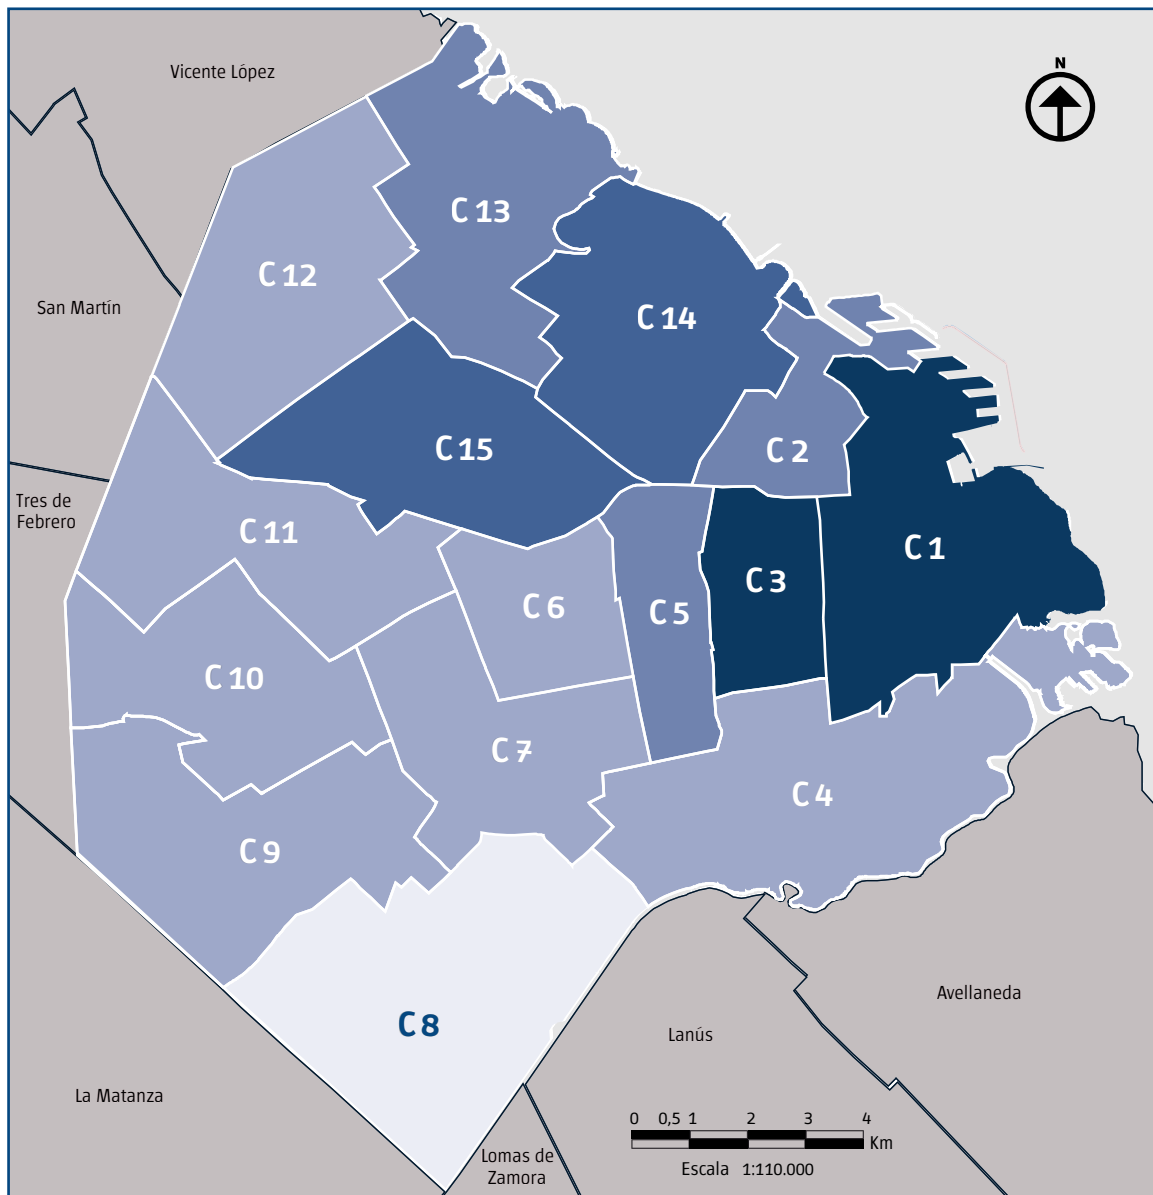 Vicente López
N
C 13
C 12
San Martín
C 14
C 15
C 2
Tres de
Febrero
C 11
C 1
C 3
C 6
C 5
C 10
C 7
C 4
C 9
Avellaneda
C 8
Lanús
La Matanza
0 0,5 1 2 3 4
Km
Lomas de
Zamora
Escala 1:110.000